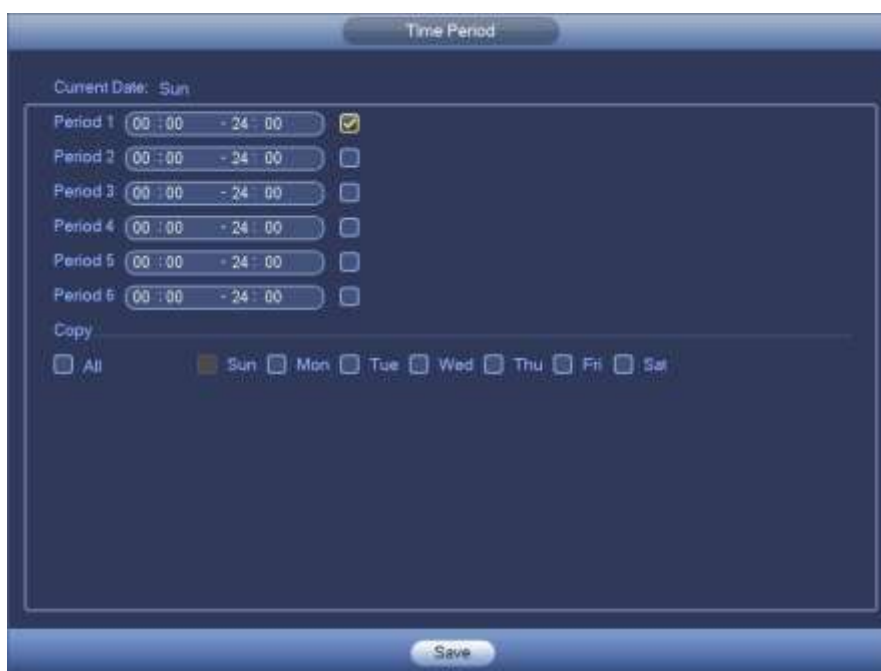 Time Period
Current Date: Sun
Period 1 00 : 00 - 24 : 00
Period 2 00 : 00 - 24 : 00
Period 3 00 : 00 - 24 : 00
Period 4 00 : 00 - 24 : 00
Period 5 00 : 00 - 24 : 00
Period 6 00 : 00 - 24 : 00
Copy
All Sun Mon Tue Wed Thu Fri Sat
Save